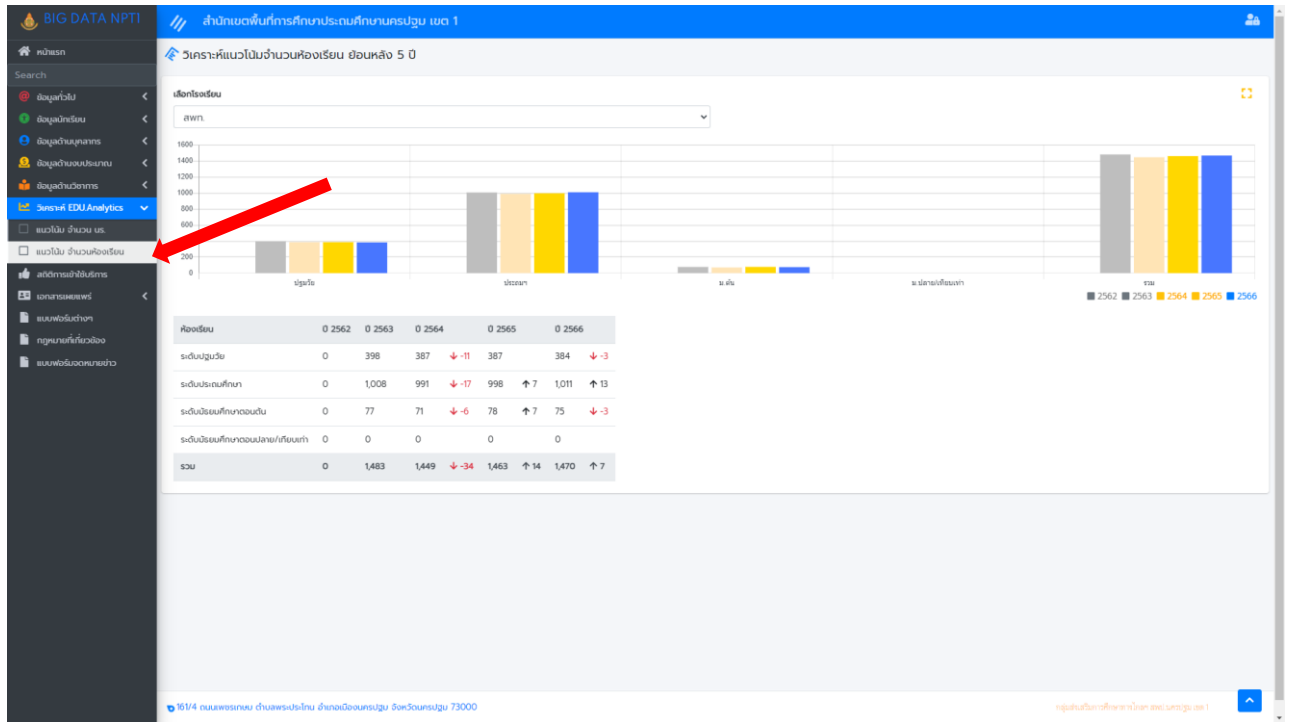 BIG DATA NPT1
สำนักเขตพื้นที่การศึกษาประถมศึกษานครปฐม เขต 1
หน้าแรก
Search
ข้อมูลทั่วไป
ข้อมูลนักเรียน
ข้อมูลด้านบุคลากร
ข้อมูลด้านงบประมาณ
ข้อมูลด้านวิชาการ
วิเคราะห์ EDU.Analytics
แนวโน้ม จำนวน นร.
แนวโน้ม จำนวนห้องเรียน
สถิติการเข้าใช้บริการ
เอกสารเผยแพร่
แบบฟอร์มต่างๆ
กฎหมายที่เกี่ยวข้อง
แบบฟอร์มจดหมายข่าว
วิเคราะห์แนวโน้มจำนวนห้องเรียน ย้อนหลัง 5 ปี
เลือกโรงเรียน
สพท.
1600
1400
1200
1000
800
600
200
0
ปฐมวัย ประถมฯ ม.ต้น ม.ปลาย/เทียบเท่า รวม
2562 2563 2564 2565 2566
ห้องเรียน ปี 2562 ปี 2563 ปี 2564 ปี 2565 ปี 2566
ระดับปฐมวัย 0 398 387 -11 387 384 -3
ระดับประถมศึกษา 0 1,008 991 -17 998 7 1,011 13
ระดับมัธยมศึกษาตอนต้น 0 77 71 -6 78 7 75 -3
ระดับมัธยมศึกษาตอนปลาย/เทียบเท่า 0 0 0 0 0
รวม 0 1,483 1,449 -34 1,463 14 1,470 7
161/4 ถนนเพชรเกษม ตำบลพระประโทน อำเภอเมืองนครปฐม จังหวัดนครปฐม 73000